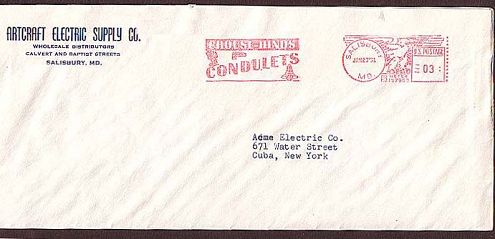 ARTCRAFT ELECTRIC SUPPLY CO.
WHOLESALE DISTRIBUTORS
CALVERT AND BAPTIST STREETS
SALISBURY, MD.
CROUSE-HINDS
CONDULETS
SALISBURY
MD.
U.S. POSTAGE
03
Acme Electric Co.
671 Water Street
Cuba, New York